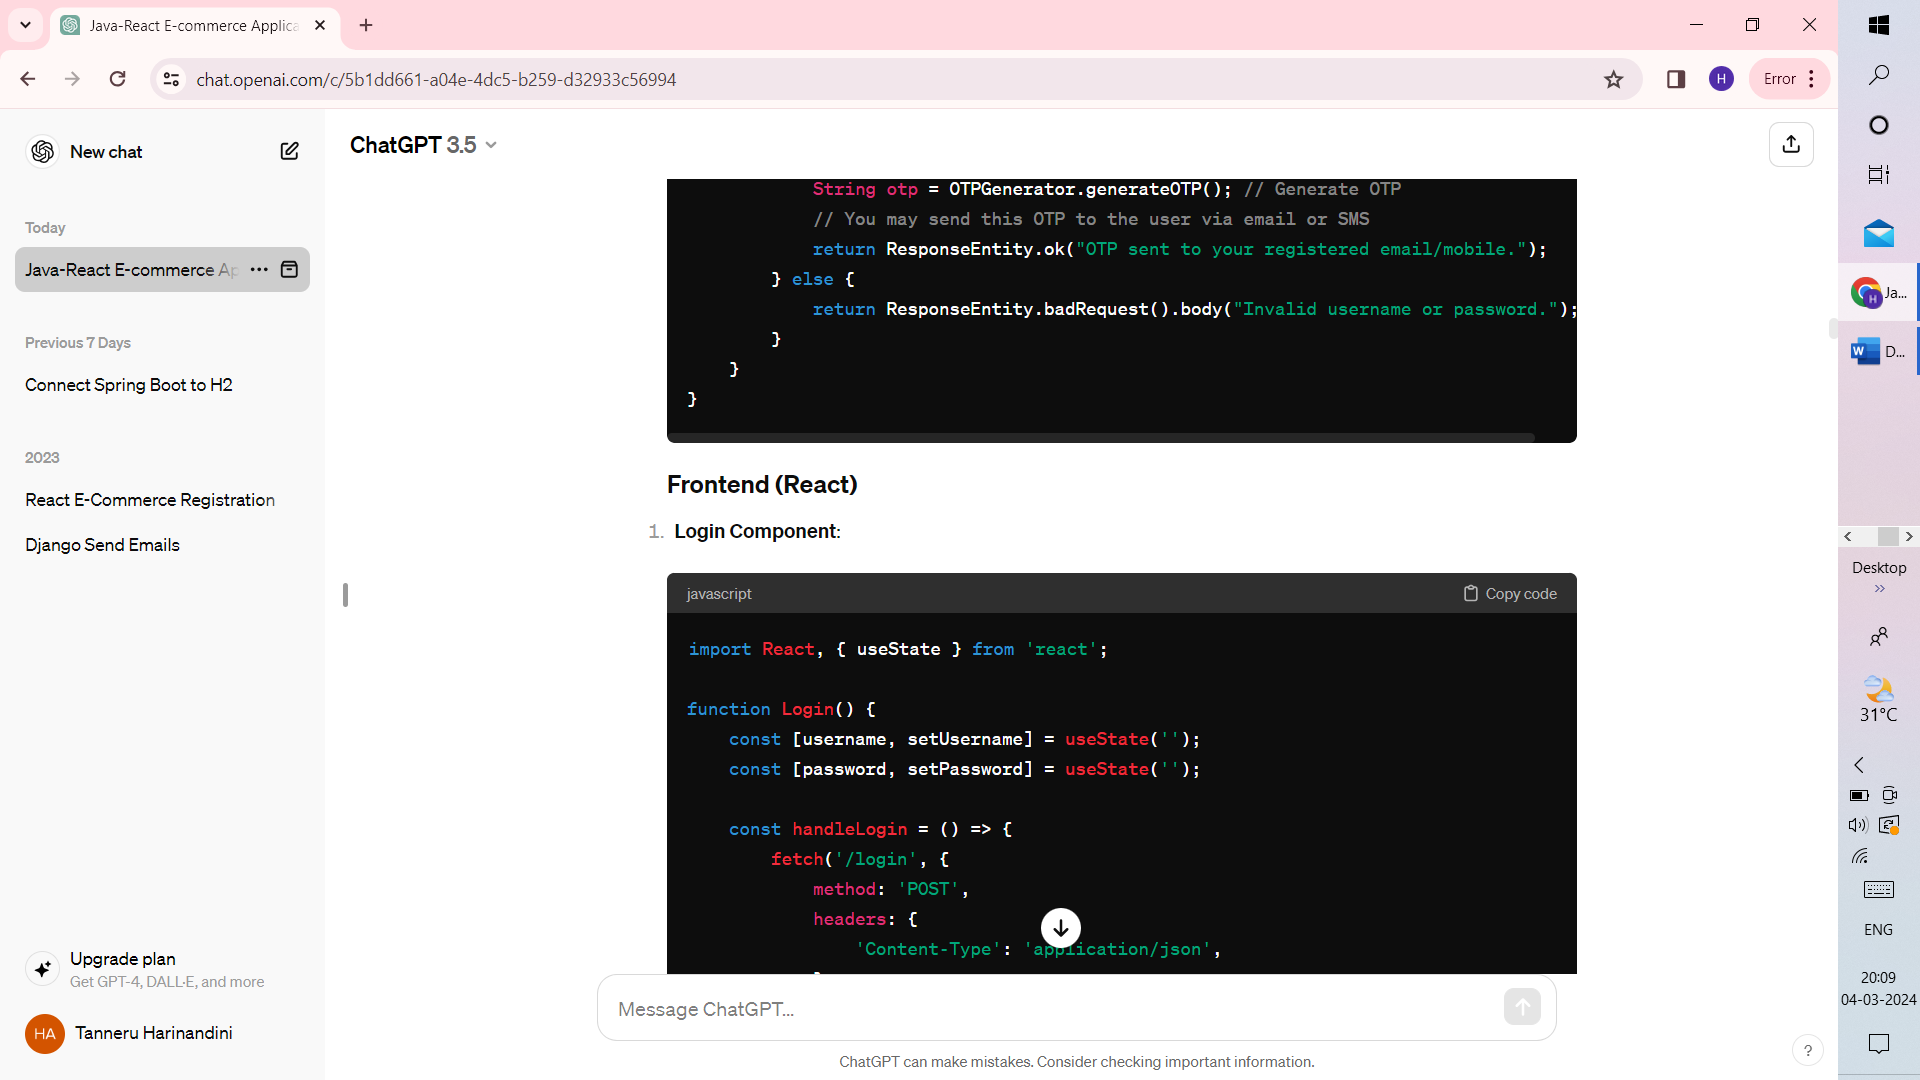 Java-React E-commerce Applica
chat.openai.com/c/5b1dd661-a04e-4dc5-b259-d32933c56994
H
Error
New chat
Today
Java-React E-commerce Ap
Previous 7 Days
Connect Spring Boot to H2
2023
React E-Commerce Registration
Django Send Emails
Upgrade plan
Get GPT-4, DALL·E, and more
HA
Tanneru Harinandini
ChatGPT 3.5
String otp = OTPGenerator.generateOTP(); // Generate OTP
// You may send this OTP to the user via email or SMS
return ResponseEntity.ok("OTP sent to your registered email/mobile.");
} else {
return ResponseEntity.badRequest().body("Invalid username or password.");
}
}
}
Frontend (React)
1. Login Component:
javascript
Copy code
import React, { useState } from 'react';
function Login() {
const [username, setUsername] = useState('');
const [password, setPassword] = useState('');
const handleLogin = () => {
fetch('/login', {
method: 'POST',
headers: {
'Content-Type': 'application/json',
Message ChatGPT...
ChatGPT can make mistakes. Consider checking important information.
?
H
Ja...
W
D...
Desktop
31°C
ENG
20:09
04-03-2024